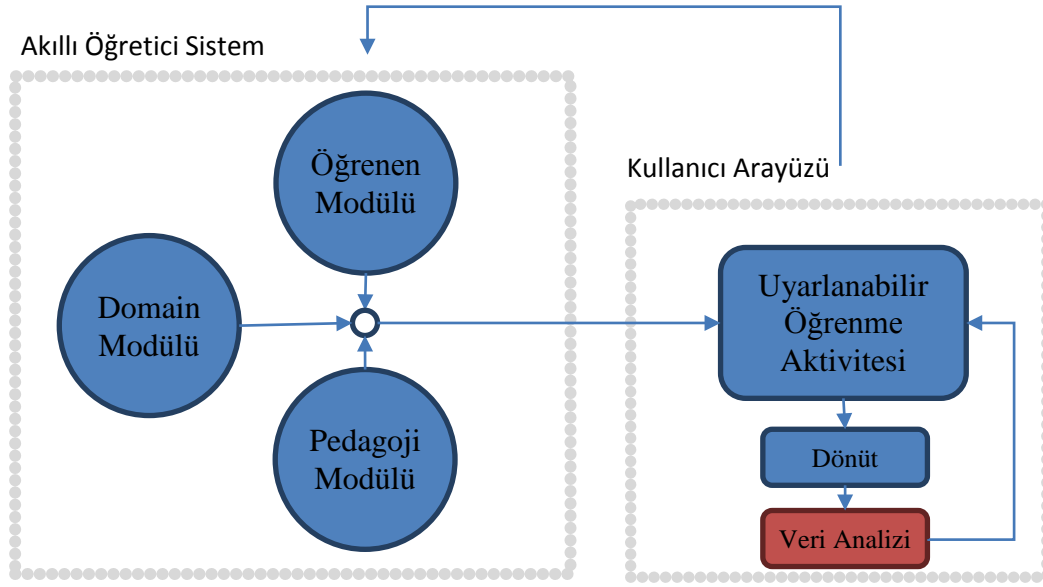 Akıllı Öğretici Sistem
Öğrenen
Modülü
Domain
Modülü
Pedagoji
Modülü
Kullanıcı Arayüzü
Uyarlanabilir
Öğrenme
Aktivitesi
Dönüt
Veri Analizi